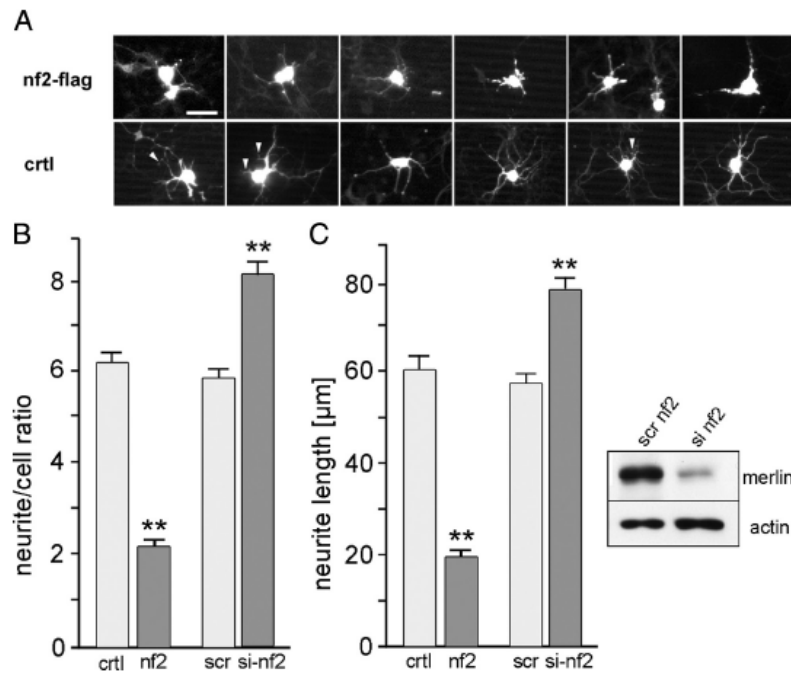 A
nf2-flag
crtl
B
neurite/cell ratio
8
6
4
2
0
**
**
crtl nf2 scr si-nf2
C
neurite length [µm]
80
60
40
20
0
**
**
crtl nf2 scr si-nf2
scr nf2 si nf2
merlin
actin